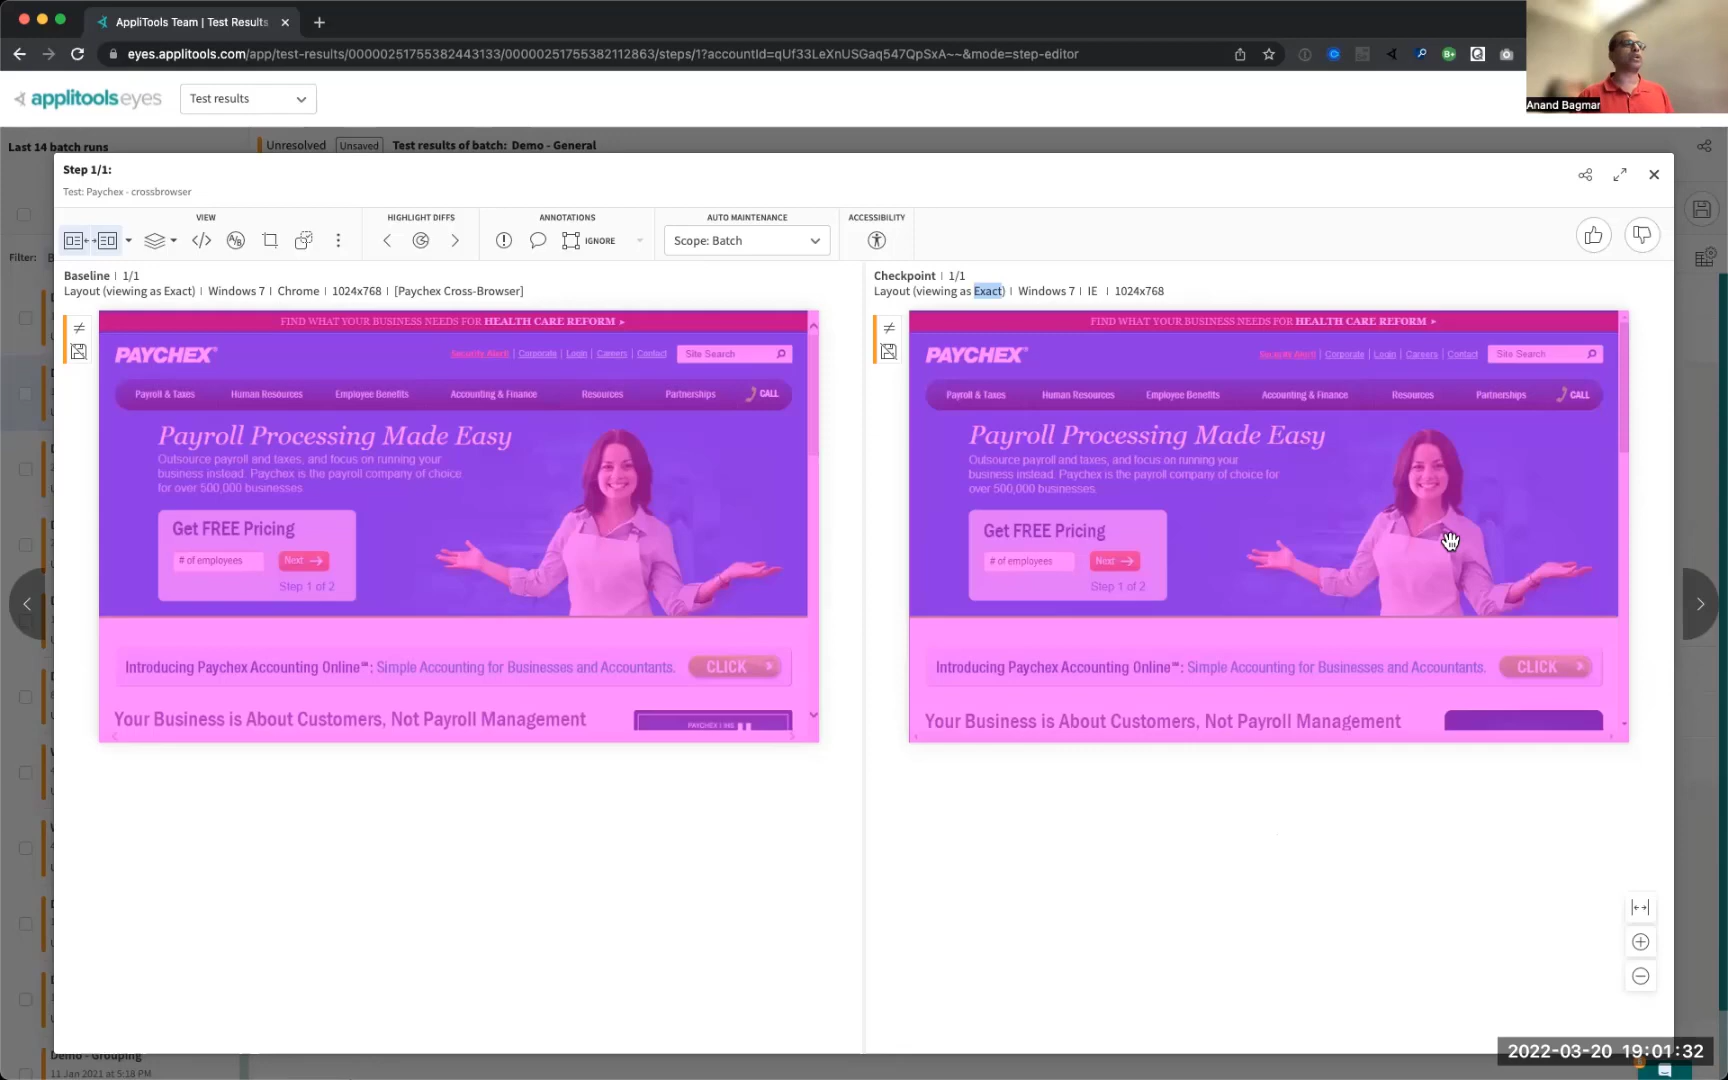 AppliTools Team | Test Results
eyes.applitools.com/app/test-results/00000251755382443133/00000251755382112863/steps/1?accountId=qUf33LeXnUSGaq547QpSxA~~&mode=step-editor
Anand Bagmar
applitools eyes
Test results
Last 14 batch runs
Unresolved
Unsaved
Test results of batch: Demo - General
Step 1/1:
Test: Paychex - crossbrowser
VIEW
HIGHLIGHT DIFFS
ANNOTATIONS
AUTO MAINTENANCE
ACCESSIBILITY
IGNORE
Scope: Batch
Filter:
Baseline | 1/1
Layout (viewing as Exact) | Windows 7 | Chrome | 1024x768 | [Paychex Cross-Browser]
FIND WHAT YOUR BUSINESS NEEDS FOR HEALTH CARE REFORM ▸
PAYCHEX
Security Alert! | Corporate | Login | Careers | Contact
Site Search
Payroll & Taxes
Human Resources
Employee Benefits
Accounting & Finance
Resources
Partnerships
CALL
Payroll Processing Made Easy
Outsource payroll and taxes, and focus on running your
business instead. Paychex is the payroll company of choice
for over 500,000 businesses
Get FREE Pricing
# of employees
Next
Step 1 of 2
Introducing Paychex Accounting Online℠: Simple Accounting for Businesses and Accountants.
CLICK
Your Business is About Customers, Not Payroll Management
Checkpoint | 1/1
Layout (viewing as Exact) | Windows 7 | IE | 1024x768
FIND WHAT YOUR BUSINESS NEEDS FOR HEALTH CARE REFORM ▸
PAYCHEX
Security Alert! | Corporate | Login | Careers | Contact
Site Search
Payroll & Taxes
Human Resources
Employee Benefits
Accounting & Finance
Resources
Partnerships
CALL
Payroll Processing Made Easy
Outsource payroll and taxes, and focus on running your
business instead. Paychex is the payroll company of choice for
over 500,000 businesses.
Get FREE Pricing
# of employees
Next
Step 1 of 2
Introducing Paychex Accounting Online℠: Simple Accounting for Businesses and Accountants.
CLICK
Your Business is About Customers, Not Payroll Management
Demo - Grouping
11 Jan 2021 at 5:18 PM
2022-03-20 19:01:32